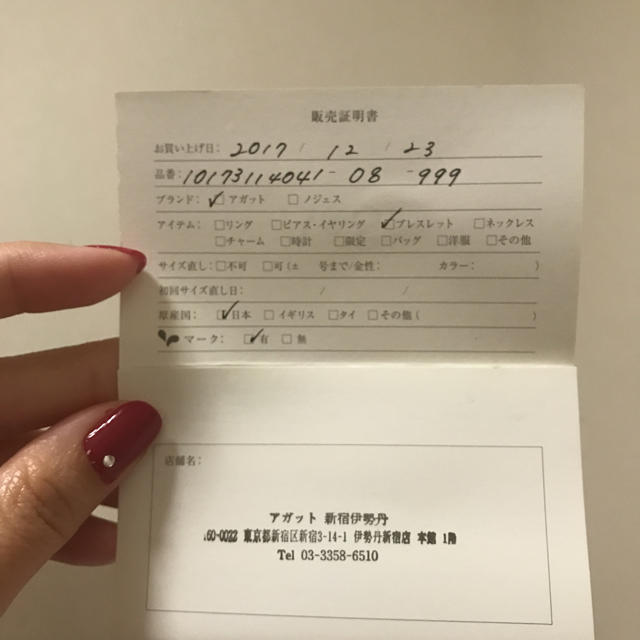 販売証明書
お買い上げ日: 2017 / 12 / 23
品番: 10173114041-08-999
ブランド: ☑アガット □ノジェス
アイテム: □リング □ピアス・イヤリング ☑ブレスレット □ネックレス
□チャーム □時計 □限定 □バッグ □洋服 □その他
サイズ直し: □不可 □可(± 号まで/金性: カラー: )
初回サイズ直し日: / /
原産国: ☑日本 □イギリス □タイ □その他( )
マーク: ☑有 □無
店舗名:
アガット 新宿伊勢丹
160-0022 東京都新宿区新宿3-14-1 伊勢丹新宿店 本館 1階
Tel 03-3358-6510